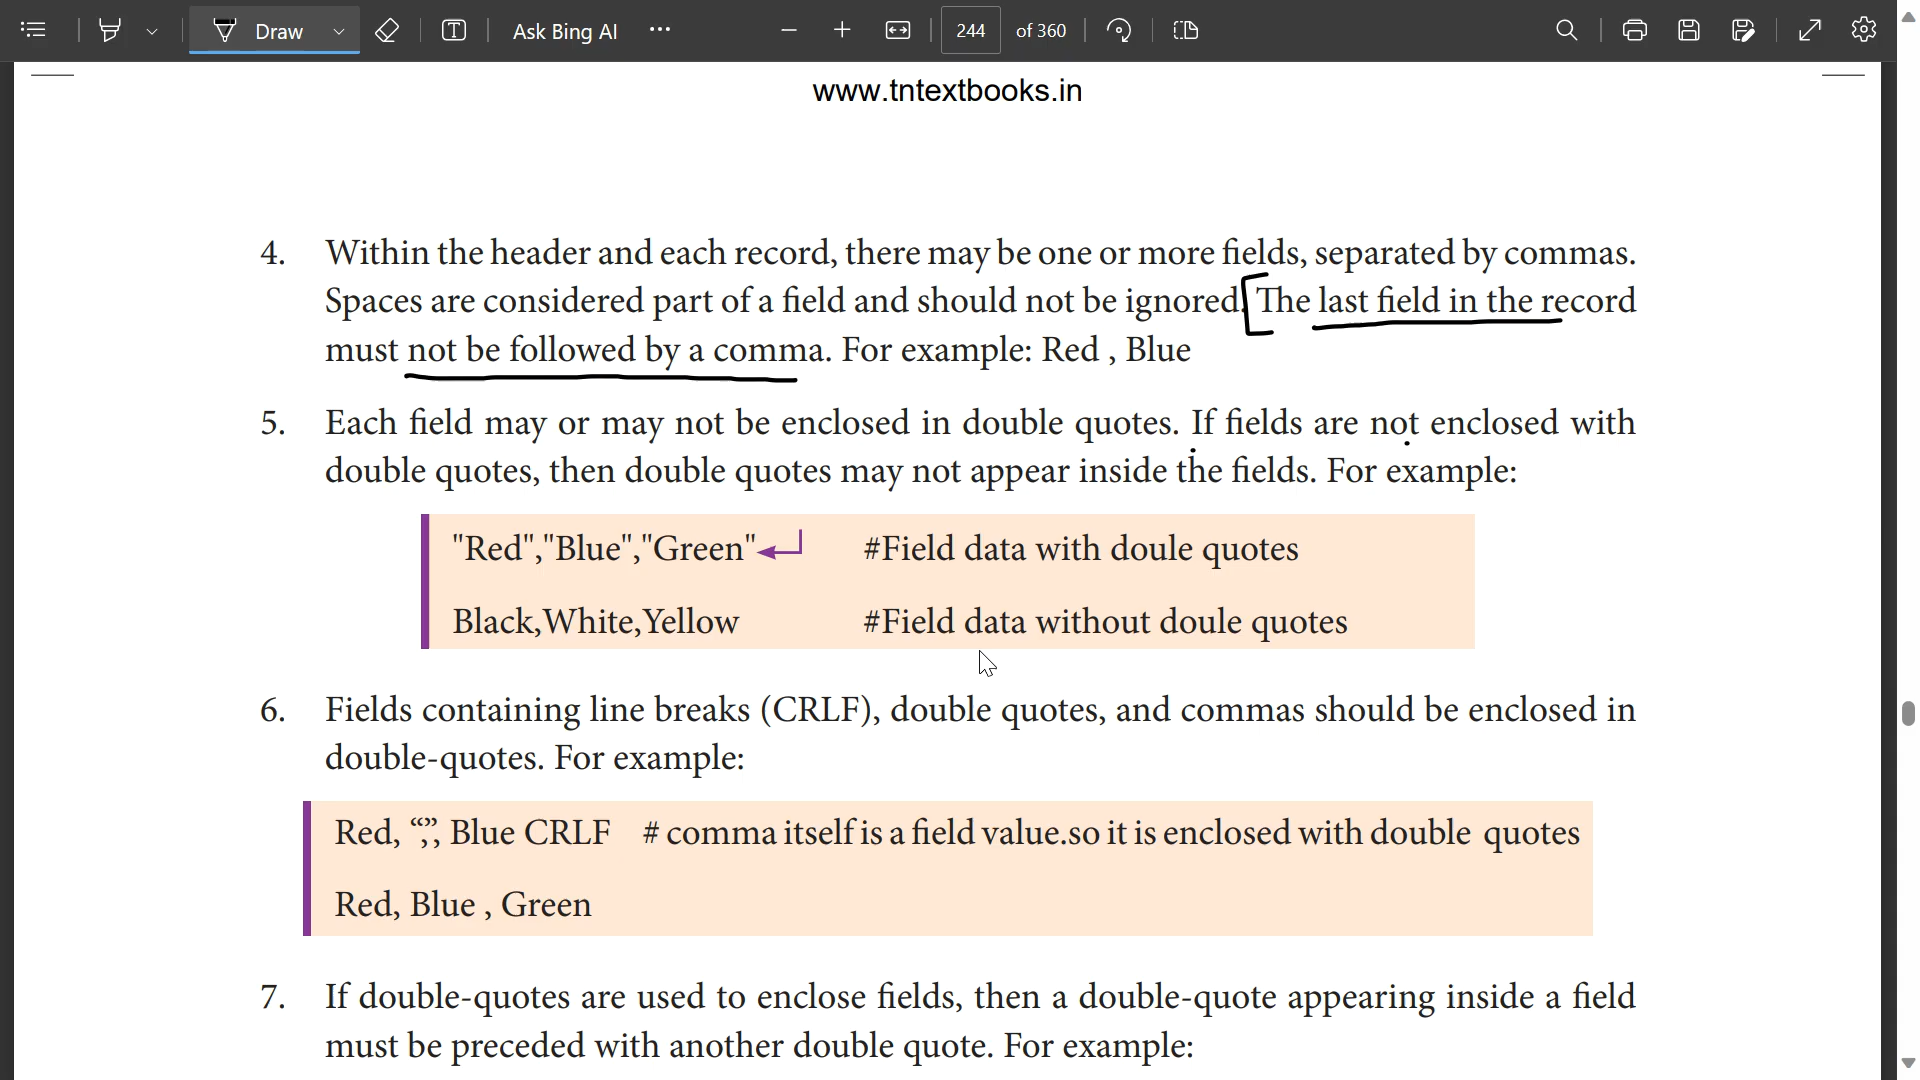 Draw
Ask Bing AI
244 of 360
www.tntextbooks.in
4. Within the header and each record, there may be one or more fields, separated by commas.
Spaces are considered part of a field and should not be ignored. The last field in the record
must not be followed by a comma. For example: Red , Blue
5. Each field may or may not be enclosed in double quotes. If fields are not enclosed with
double quotes, then double quotes may not appear inside the fields. For example:
"Red","Blue","Green" #Field data with doule quotes
Black,White,Yellow #Field data without doule quotes
6. Fields containing line breaks (CRLF), double quotes, and commas should be enclosed in
double-quotes. For example:
Red, “,”, Blue CRLF # comma itself is a field value.so it is enclosed with double quotes
Red, Blue , Green
7. If double-quotes are used to enclose fields, then a double-quote appearing inside a field
must be preceded with another double quote. For example: